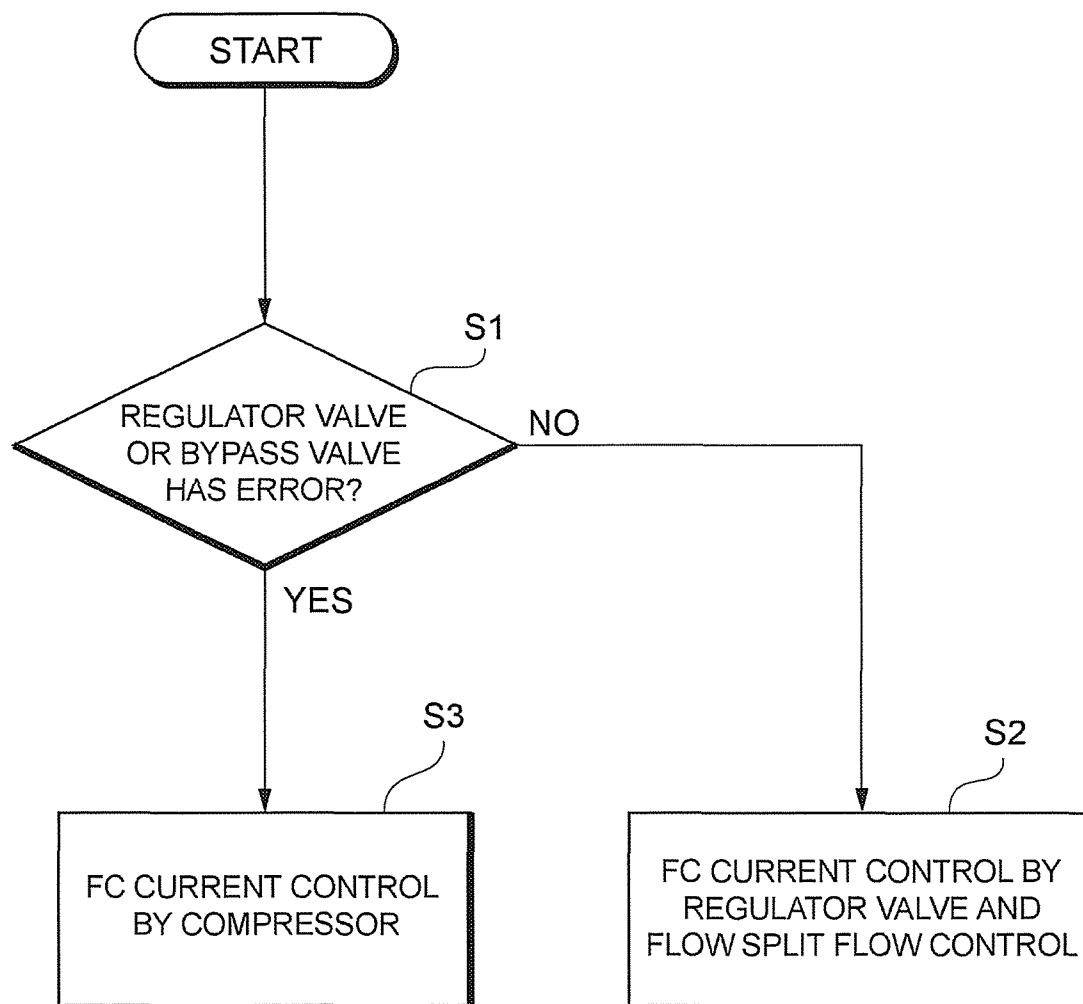 START
S1
REGULATOR VALVE
OR BYPASS VALVE
HAS ERROR?
NO
YES
S3
FC CURRENT CONTROL
BY COMPRESSOR
S2
FC CURRENT CONTROL BY
REGULATOR VALVE AND
FLOW SPLIT FLOW CONTROL